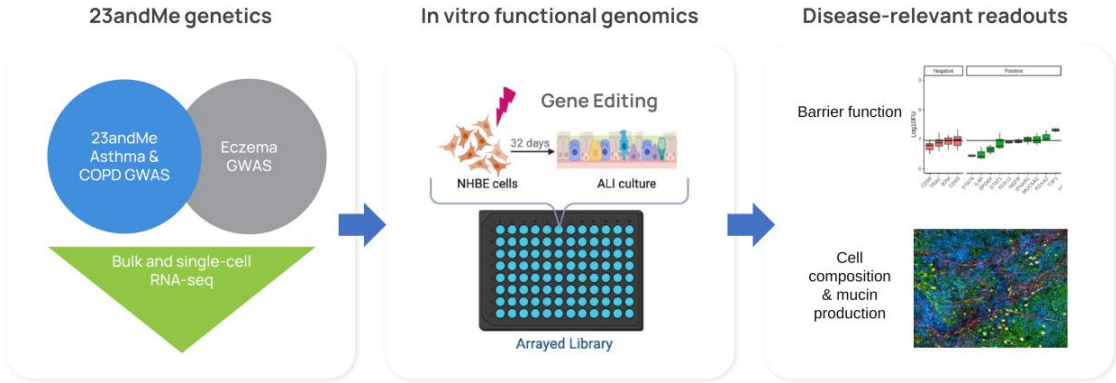 23andMe genetics
In vitro functional genomics
Disease-relevant readouts
23andMe
Asthma &
COPD GWAS
Eczema
GWAS
Bulk and single-cell
RNA-seq
Gene Editing
32 days
NHBE cells
ALI culture
Arrayed Library
Barrier function
Negative
Positive
Log10FU
Cell
composition
& mucin
production